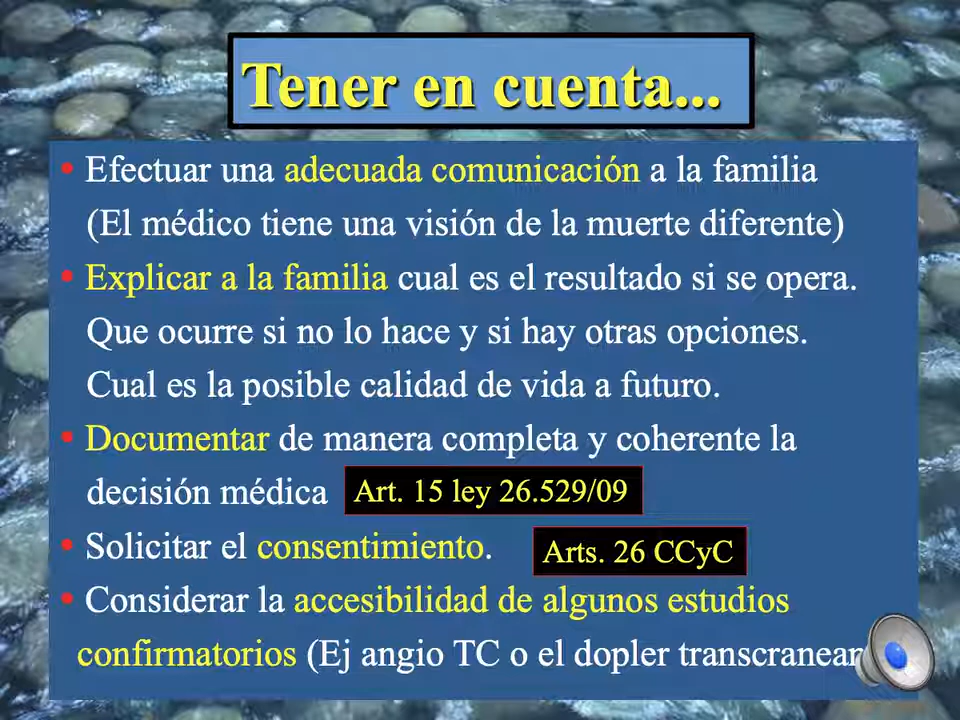 Tener en cuenta...
• Efectuar una adecuada comunicación a la familia
(El médico tiene una visión de la muerte diferente)
• Explicar a la familia cual es el resultado si se opera.
Que ocurre si no lo hace y si hay otras opciones.
Cual es la posible calidad de vida a futuro.
• Documentar de manera completa y coherente la
decisión médica Art. 15 ley 26.529/09
• Solicitar el consentimiento. Arts. 26 CCyC
• Considerar la accesibilidad de algunos estudios
confirmatorios (Ej angio TC o el dopler